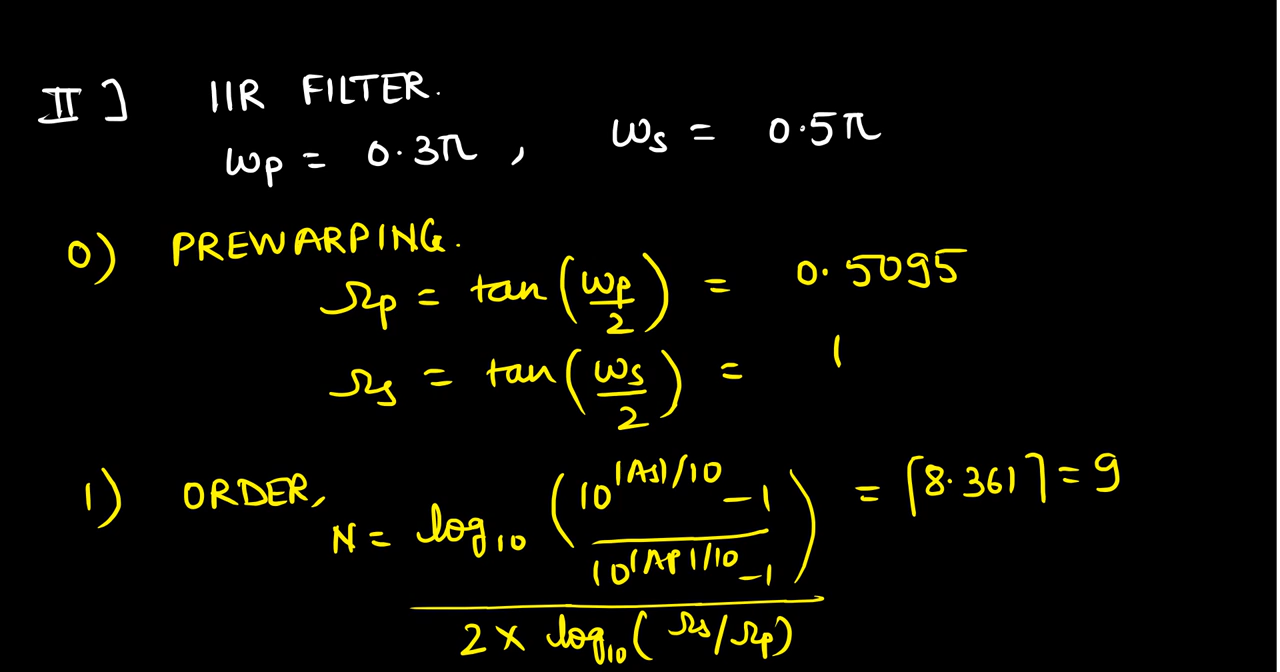 II] IIR FILTER.
ωp = 0.3π, ωs = 0.5π
0) PREWARPING.
Ωp = tan(ωp/2) = 0.5095
Ωs = tan(ωs/2) = 1
1) ORDER,
N = log10((10^|As|/10 - 1)/(10^|Ap|/10 - 1)) / 2 × log10(Ωs/Ωp) = ⌈8.361⌉ = 9